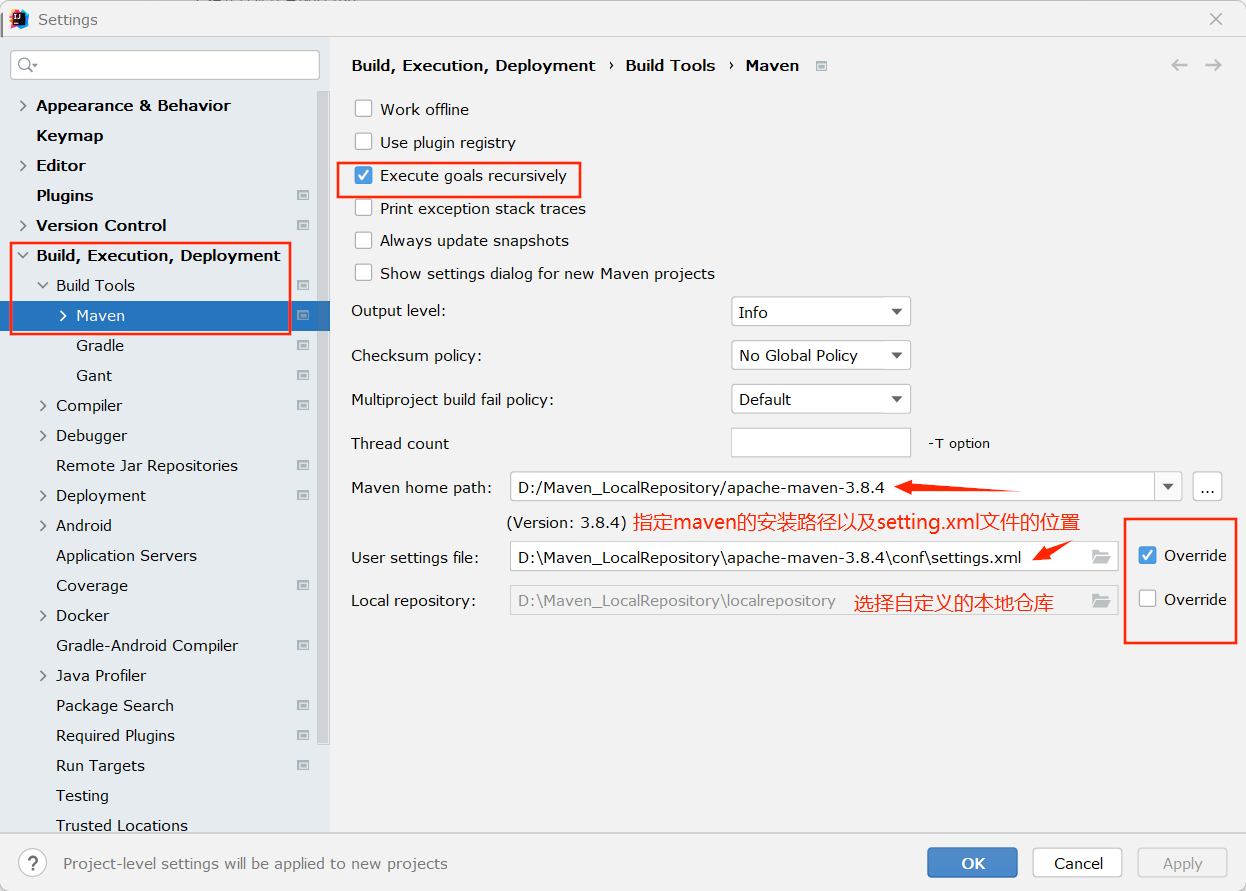 Settings
Build, Execution, Deployment › Build Tools › Maven
Appearance & Behavior
Keymap
Editor
Plugins
Version Control
Build, Execution, Deployment
Build Tools
Maven
Gradle
Gant
Compiler
Debugger
Remote Jar Repositories
Deployment
Android
Application Servers
Coverage
Docker
Gradle-Android Compiler
Java Profiler
Package Search
Required Plugins
Run Targets
Testing
Trusted Locations
Work offline
Use plugin registry
Execute goals recursively
Print exception stack traces
Always update snapshots
Show settings dialog for new Maven projects
Output level: Info
Checksum policy: No Global Policy
Multiproject build fail policy: Default
Thread count -T option
Maven home path: D:/Maven_LocalRepository/apache-maven-3.8.4 ...
(Version: 3.8.4) 指定maven的安装路径以及setting.xml文件的位置
User settings file: D:\Maven_LocalRepository\apache-maven-3.8.4\conf\settings.xml Override
Local repository: D:\Maven_LocalRepository\localrepository 选择自定义的本地仓库 Override
? Project-level settings will be applied to new projects
OK Cancel Apply